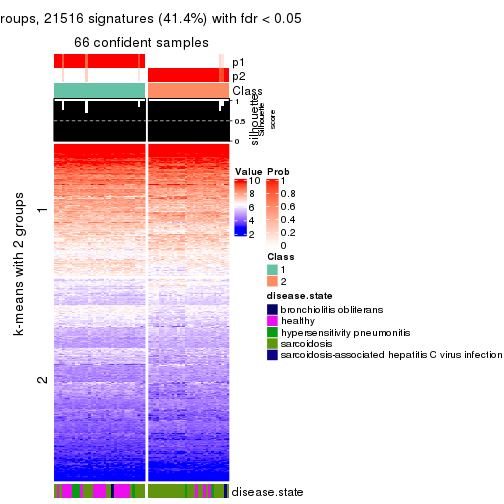 roups, 21516 signatures (41.4%) with fdr < 0.05
66 confident samples
p1
p2
Class
1
0.5
0
silhouette
Silhouette
score
k-means with 2 groups
1
2
Value
10
8
6
4
2
Prob
1
0.8
0.6
0.4
0.2
0
Class
1
2
disease.state
bronchiolitis obliterans
healthy
hypersensitivity pneumonitis
sarcoidosis
sarcoidosis-associated hepatitis C virus infection
disease.state